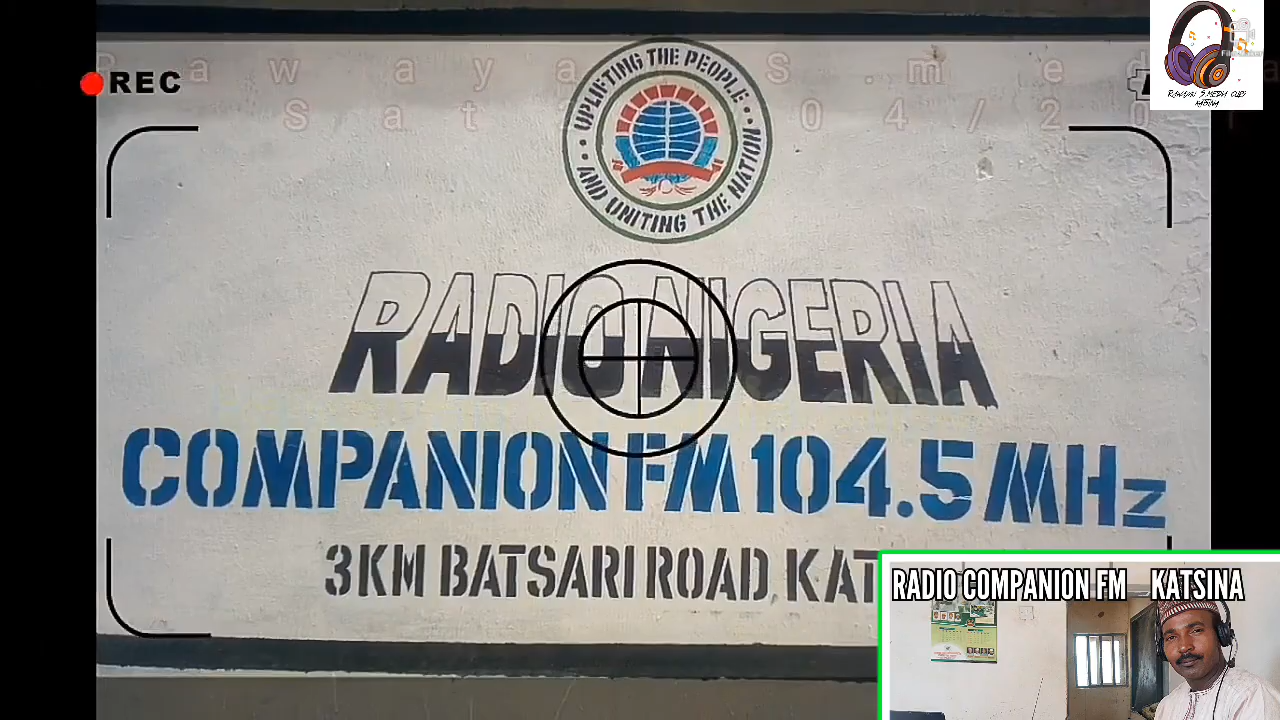 REC
UPLIFTING THE PEOPLE
AND UNITING THE NATION
RADIO NIGERIA
COMPANION FM 104.5 MHz
3KM BATSARI ROAD, KAT
RADIO COMPANION FM KATSINA